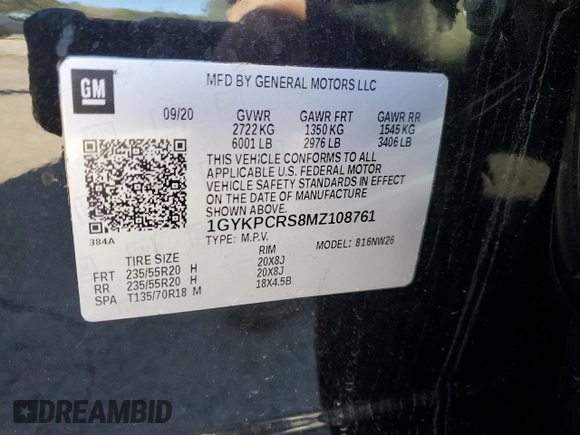 GM
MFD BY GENERAL MOTORS LLC
09/20 GVWR GAWR FRT GAWR RR
2722 KG 1350 KG 1545 KG
6001 LB 2976 LB 3406 LB
THIS VEHICLE CONFORMS TO ALL
APPLICABLE U.S. FEDERAL MOTOR
VEHICLE SAFETY STANDARDS IN EFFECT
ON THE DATE OF MANUFACTURE
SHOWN ABOVE.
1GYKPCRS8MZ108761
384A TYPE: M.P.V. MODEL: 816NW26
TIRE SIZE RIM
FRT 235/55R20 H 20X8J
RR 235/55R20 H 20X8J
SPA T135/70R18 M 18X4.5B
DREAMBID